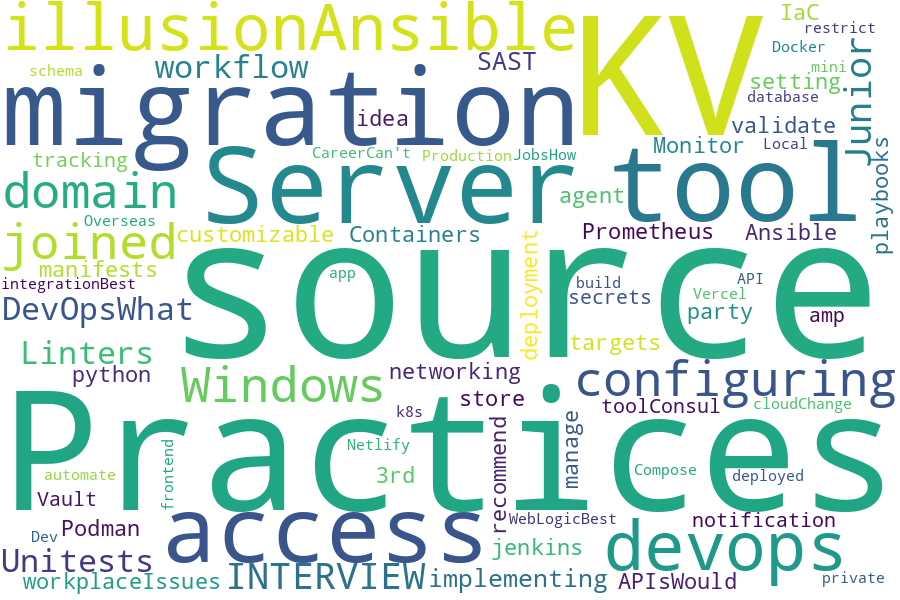 illusionAnsible
KV
IaC
restrict
schema
workflow
SAST
Docker
Junior
migration
idea
setting
mini
database
validate
tracking
CareerCan't
Production
JobsHow
Monitor
Local
playbooks
domain
Server
tool
agent
Overseas
joined
customizable
Containers
Prometheus
Ansible
manifests
integrationBest
app
source
deployment
build
API
secrets
Vercel
DevOpsWhat
party
amp
Linters
targets
python
Windows
networking
configuring
store
toolConsul
cloudChange
Practices
k8s
recommend
manage
frontend
Netlify
automate
3rd
Compose
deployed
Vault
Podman
access
WebLogicBest
notification
Dev
Unitests
jenkins
devops
workplaceIssues
INTERVIEW
implementing
APIsWould
private